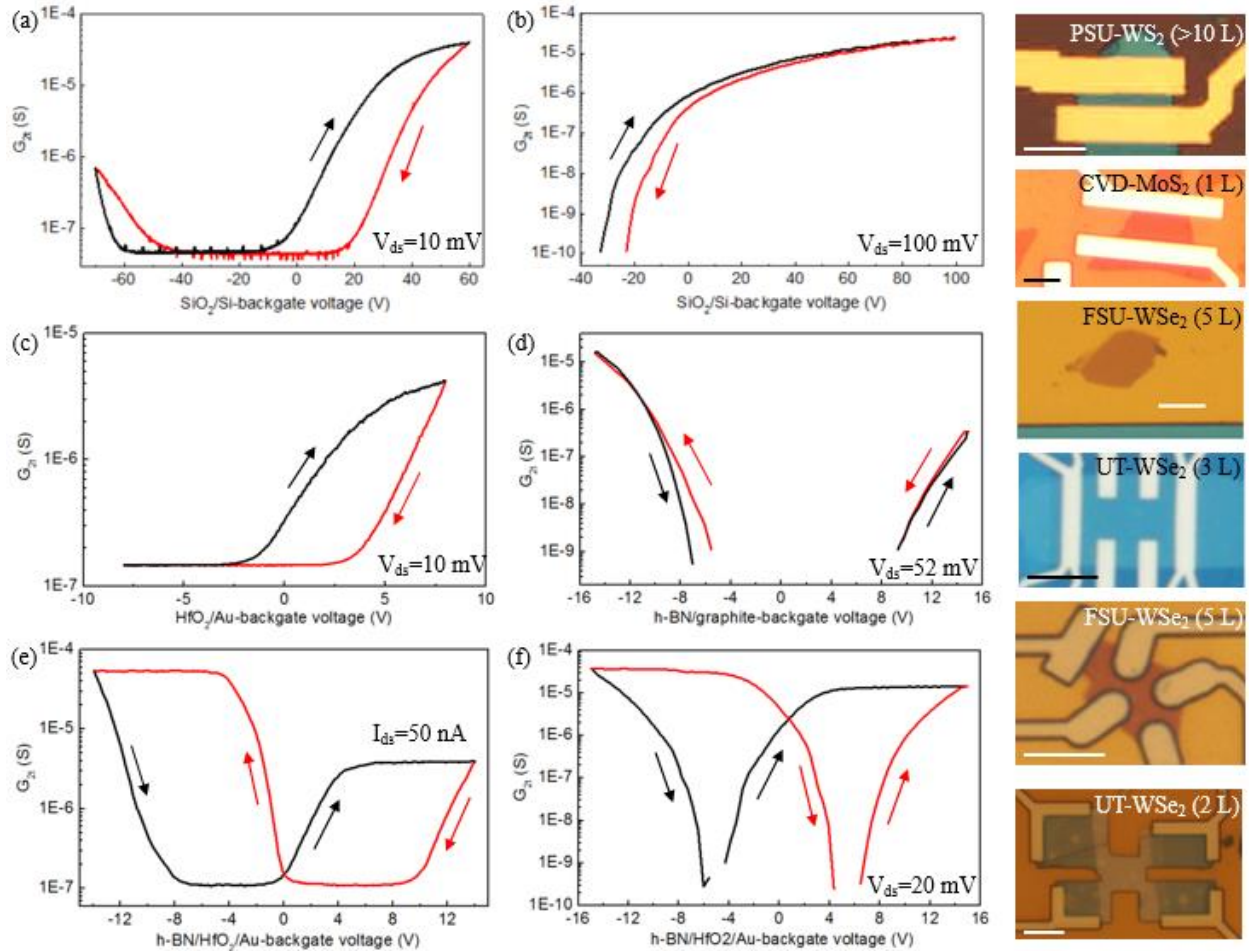 (a)
1E-4
1E-5
1E-6
1E-7
G2t (S)
Vds=10 mV
-60 -40 -20 0 20 40 60
SiO2/Si-backgate voltage (V)
(b)
1E-4
1E-5
1E-6
1E-7
1E-8
1E-9
1E-10
G2t (S)
Vds=100 mV
-40 -20 0 20 40 60 80 100
SiO2/Si-backgate voltage (V)
(c)
1E-5
1E-6
1E-7
G2t (S)
Vds=10 mV
-10 -5 0 5 10
HfO2/Au-backgate voltage (V)
(d)
1E-5
1E-6
1E-7
1E-8
1E-9
G2t (S)
Vds=52 mV
-16 -12 -8 -4 0 4 8 12 16
h-BN/graphite-backgate voltage (V)
(e)
1E-4
1E-5
1E-6
1E-7
G2t (S)
Ids=50 nA
-12 -8 -4 0 4 8 12
h-BN/HfO2/Au-backgate voltage (V)
(f)
1E-4
1E-5
1E-6
1E-7
1E-8
1E-9
1E-10
G2t (S)
Vds=20 mV
-16 -12 -8 -4 0 4 8 12 16
h-BN/HfO2/Au-backgate voltage (V)
PSU-WS2 (>10 L)
CVD-MoS2 (1 L)
FSU-WSe2 (5 L)
UT-WSe2 (3 L)
FSU-WSe2 (5 L)
UT-WSe2 (2 L)